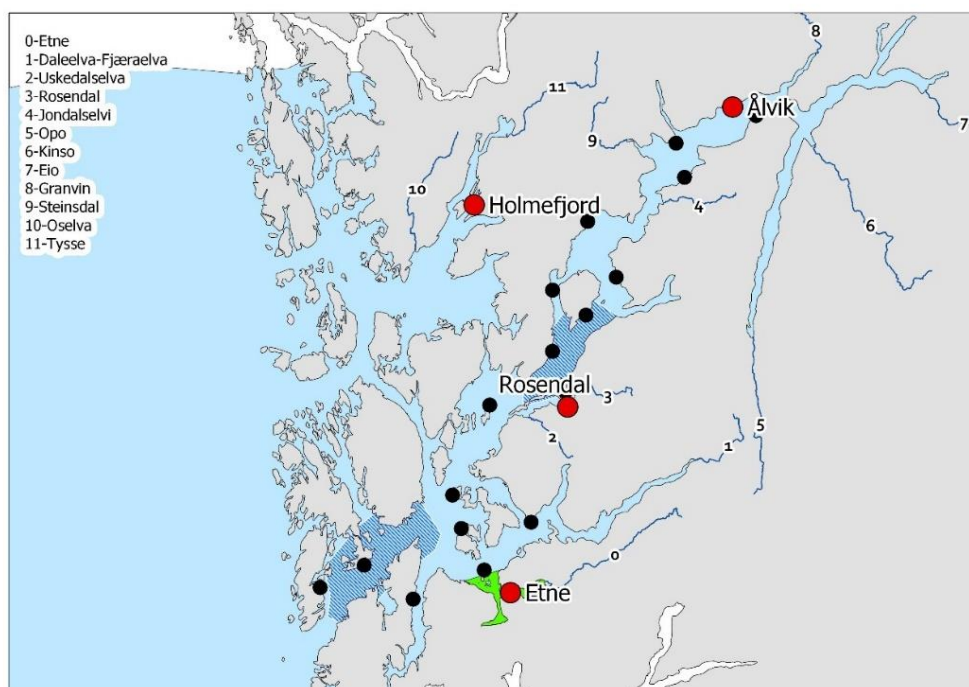 0-Etne
1-Daleelva-Fjæraelva
2-Uskedalselva
3-Rosendal
4-Jondalselvi
5-Opo
6-Kinso
7-Eio
8-Granvin
9-Steinsdal
10-Oselva
11-Tysse
8
11
Ålvik
9
7
10
Holmefjord
4
6
Rosendal
3
2
1
5
0
Etne